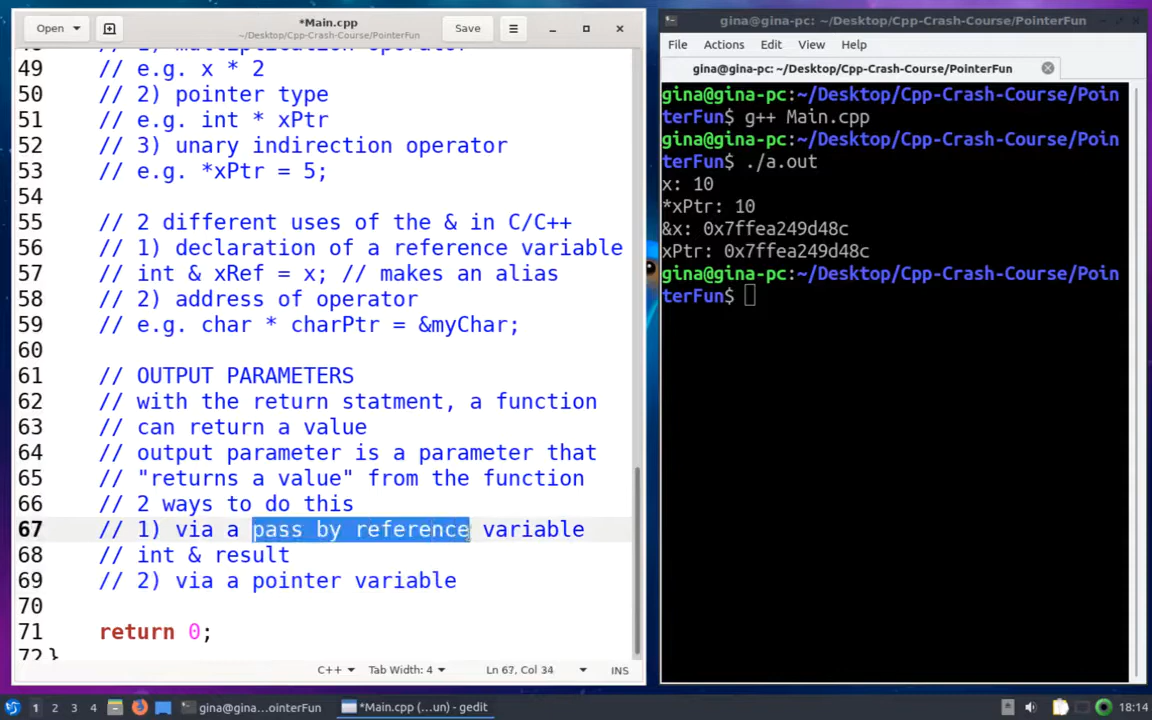 Open
*Main.cpp
~/Desktop/Cpp-Crash-Course/PointerFun
Save
49 // e.g. x * 2
50 // 2) pointer type
51 // e.g. int * xPtr
52 // 3) unary indirection operator
53 // e.g. *xPtr = 5;
54
55 // 2 different uses of the & in C/C++
56 // 1) declaration of a reference variable
57 // int & xRef = x; // makes an alias
58 // 2) address of operator
59 // e.g. char * charPtr = &myChar;
60
61 // OUTPUT PARAMETERS
62 // with the return statment, a function
63 // can return a value
64 // output parameter is a parameter that
65 // "returns a value" from the function
66 // 2 ways to do this
67 // 1) via a pass by reference variable
68 // int & result
69 // 2) via a pointer variable
70
71 return 0;
72 }
C++ Tab Width: 4 Ln 67, Col 34 INS
gina@gina-pc: ~/Desktop/Cpp-Crash-Course/PointerFun
File Actions Edit View Help
gina@gina-pc: ~/Desktop/Cpp-Crash-Course/PointerFun
gina@gina-pc:~/Desktop/Cpp-Crash-Course/Poin
terFun$ g++ Main.cpp
gina@gina-pc:~/Desktop/Cpp-Crash-Course/Poin
terFun$ ./a.out
x: 10
*xPtr: 10
&x: 0x7ffea249d48c
xPtr: 0x7ffea249d48c
gina@gina-pc:~/Desktop/Cpp-Crash-Course/Poin
terFun$
1 2 3 4 gina@gina...ointerFun *Main.cpp (...un) - gedit 18:14